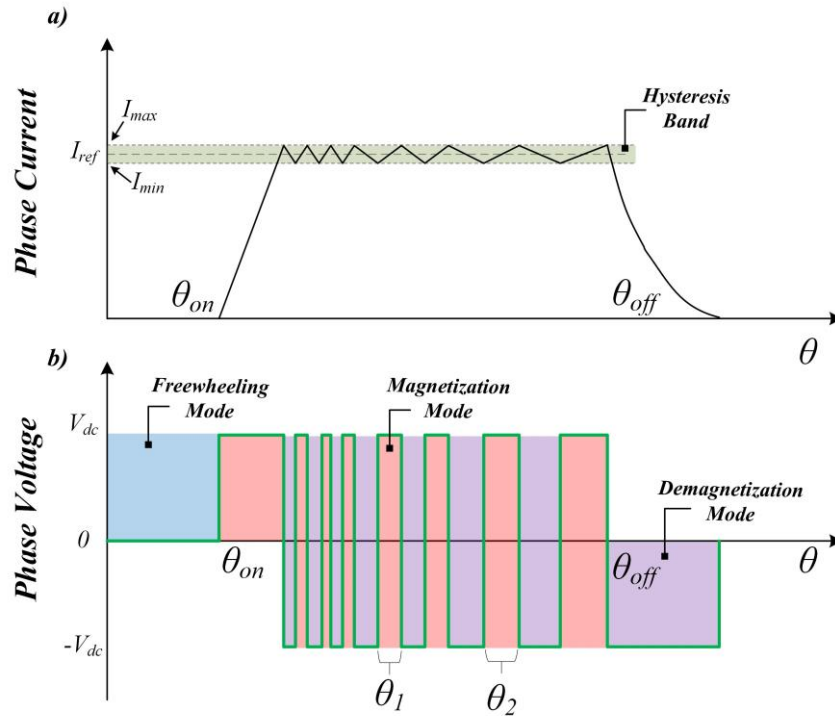 a)
Phase Current
I_max
I_ref
I_min
Hysteresis
Band
θ_on
θ_off
θ
b)
Phase Voltage
Freewheeling
Mode
Magnetization
Mode
V_dc
Demagnetization
Mode
0
θ_on
θ_off
θ
-V_dc
θ_1
θ_2